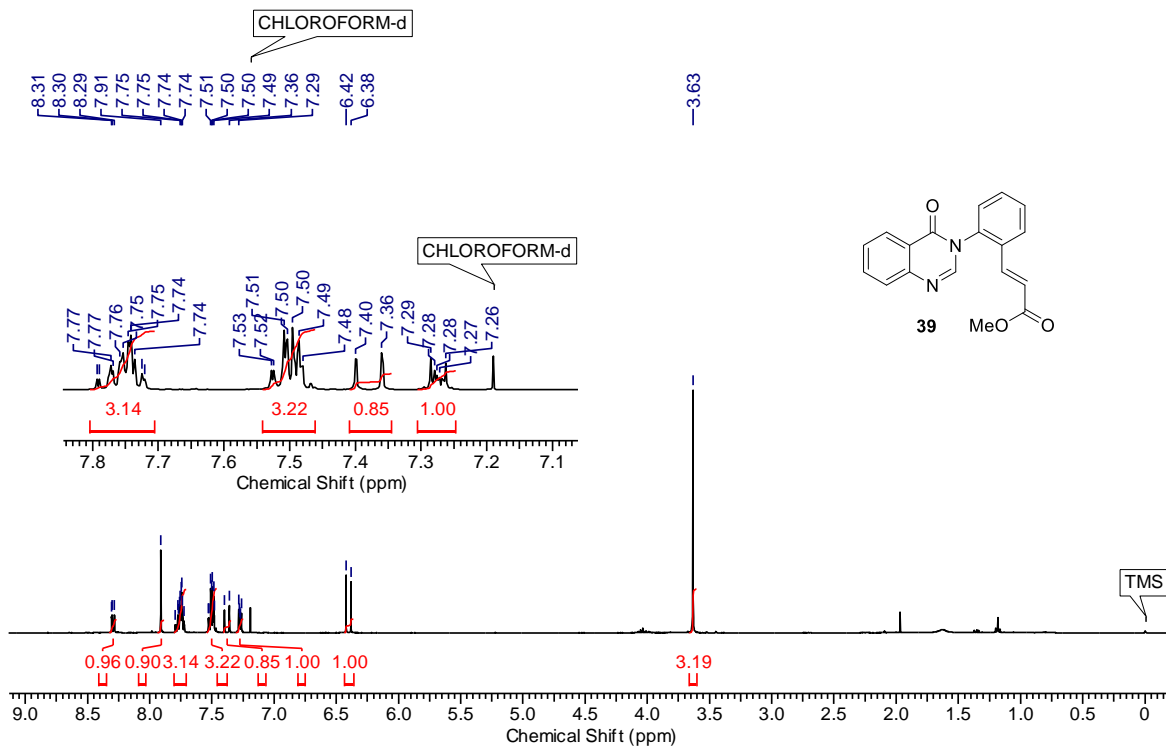 CHLOROFORM-d
8.31 8.30 8.29 7.91 7.75 7.75 7.74 7.74 7.51 7.50 7.50 7.49 7.36 7.29 6.42 6.38 3.63
CHLOROFORM-d
7.77 7.77 7.76 7.75 7.75 7.74 7.74 7.53 7.52 7.51 7.50 7.50 7.49 7.48 7.40 7.36 7.29 7.28 7.28 7.27 7.26
3.14 3.22 0.85 1.00
7.8 7.7 7.6 7.5 7.4 7.3 7.2 7.1
Chemical Shift (ppm)
O
N
N
MeO O
39
TMS
0.96 0.90 3.14 3.22 0.85 1.00 1.00 3.19
9.0 8.5 8.0 7.5 7.0 6.5 6.0 5.5 5.0 4.5 4.0 3.5 3.0 2.5 2.0 1.5 1.0 0.5 0
Chemical Shift (ppm)